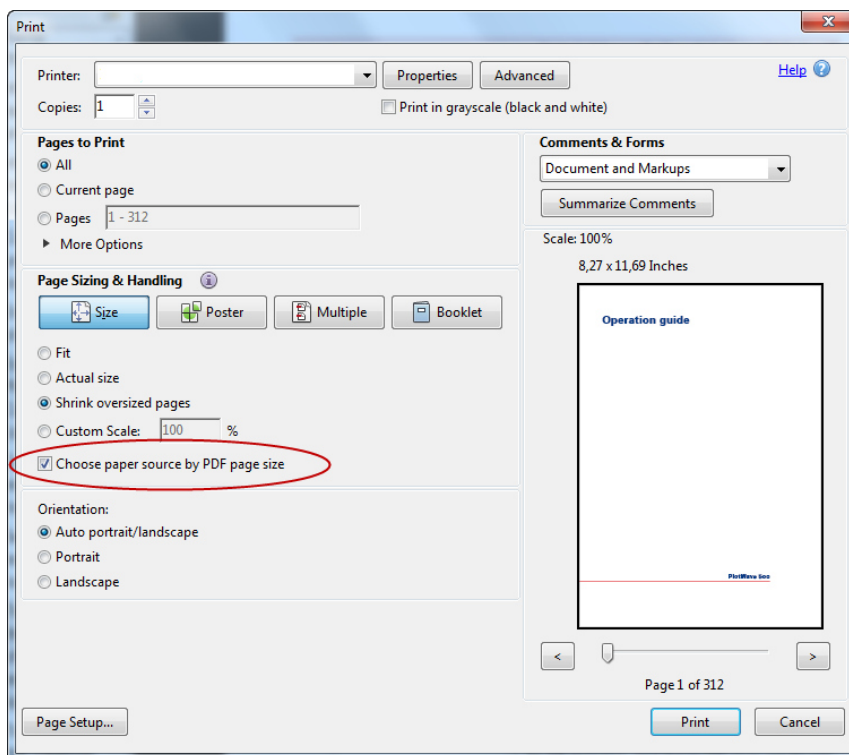 Print
Printer:
Properties
Advanced
Help
Copies: 1
Print in grayscale (black and white)
Pages to Print
All
Current page
Pages 1 - 312
More Options
Page Sizing & Handling
Size
Poster
Multiple
Booklet
Fit
Actual size
Shrink oversized pages
Custom Scale: 100 %
Choose paper source by PDF page size
Orientation:
Auto portrait/landscape
Portrait
Landscape
Comments & Forms
Document and Markups
Summarize Comments
Scale: 100%
8,27 x 11,69 Inches
Operation guide
PlotWave 500
<
>
Page 1 of 312
Page Setup...
Print
Cancel